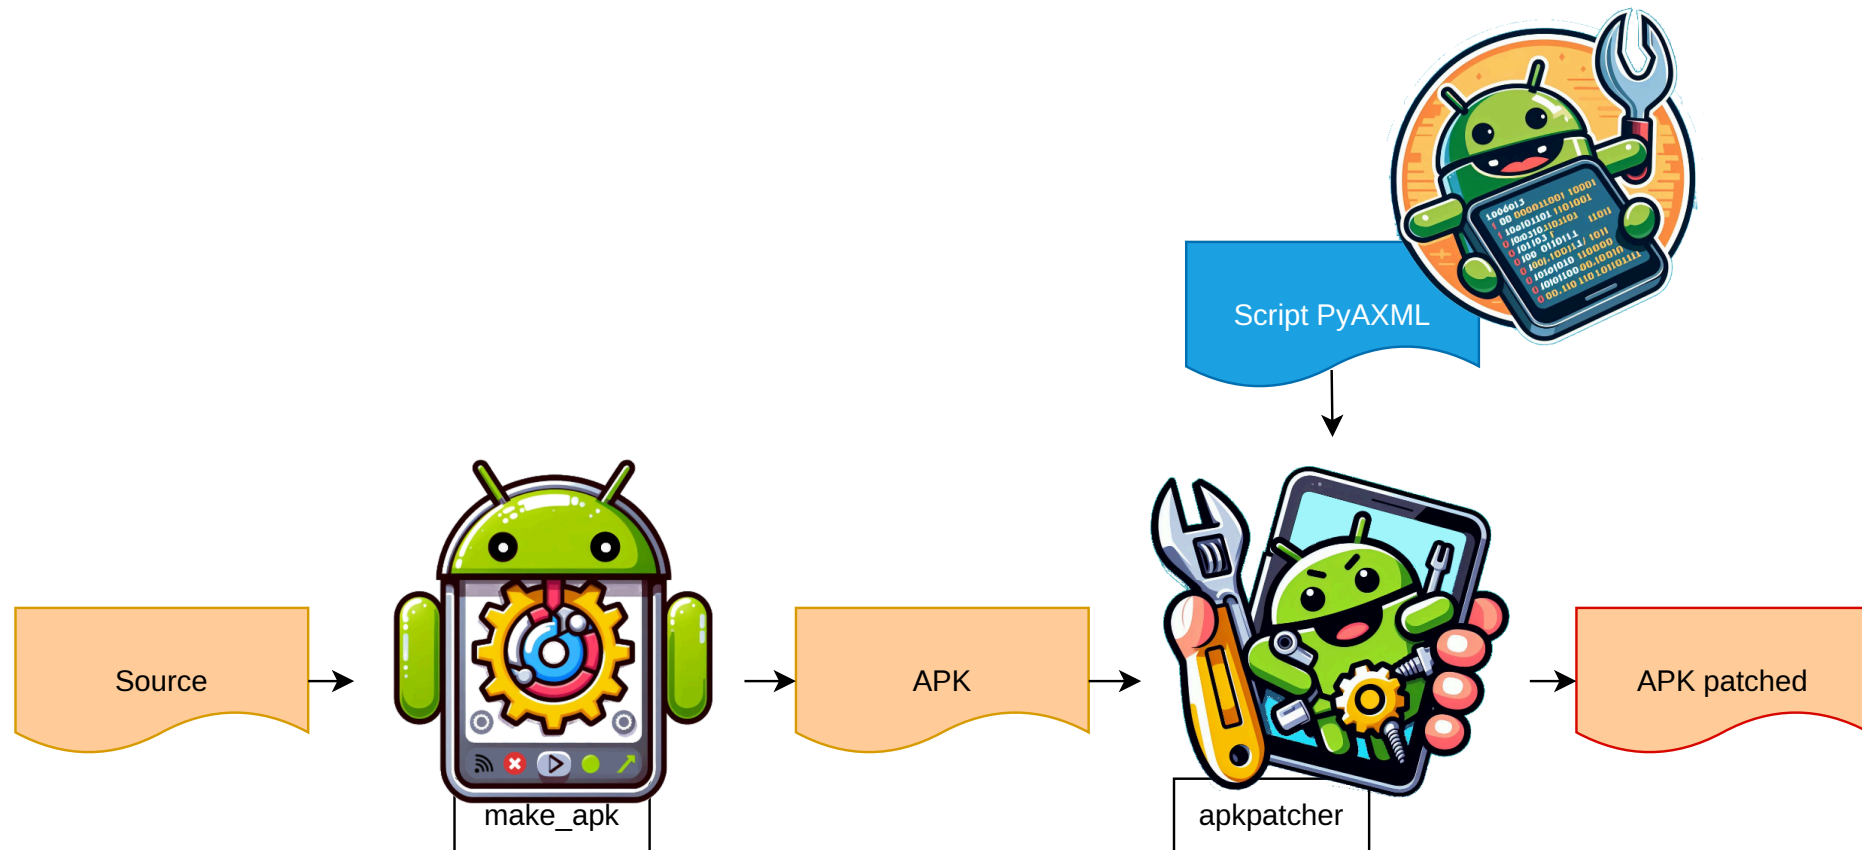 Script PyAXML
Source
APK
APK patched
make_apk
apkpatcher